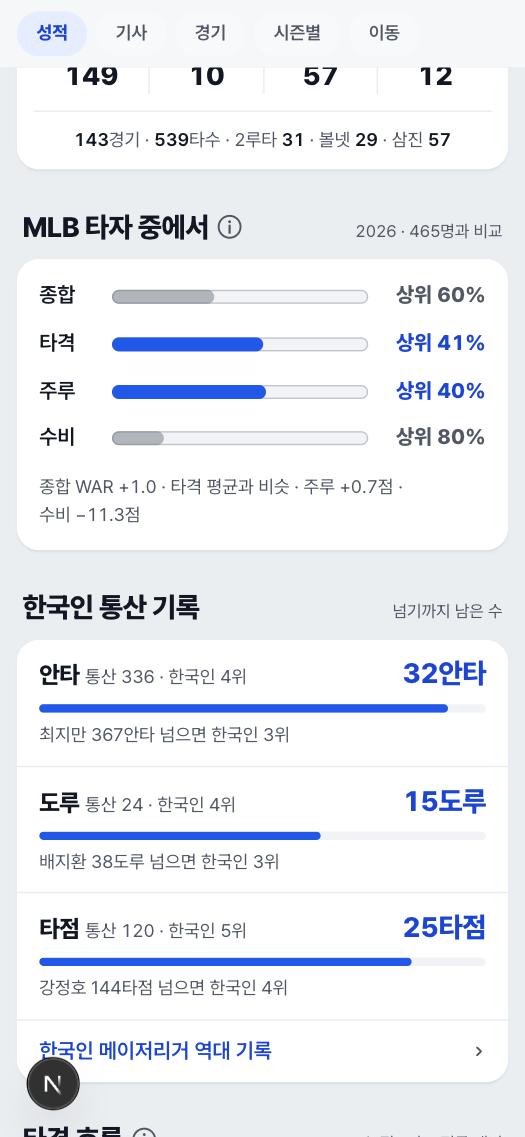 성적 기사 경기 시즌별 이동
149 10 57 12
143경기 · 539타수 · 2루타 31 · 볼넷 29 · 삼진 57
MLB 타자 중에서 2026 · 465명과 비교
종합 상위 60%
타격 상위 41%
주루 상위 40%
수비 상위 80%
종합 WAR +1.0 · 타격 평균과 비슷 · 주루 +0.7점 ·
수비 −11.3점
한국인 통산 기록 넘기까지 남은 수
안타 통산 336 · 한국인 4위 32안타
최지만 367안타 넘으면 한국인 3위
도루 통산 24 · 한국인 4위 15도루
배지환 38도루 넘으면 한국인 3위
타점 통산 120 · 한국인 5위 25타점
강정호 144타점 넘으면 한국인 4위
한국인 메이저리거 역대 기록
N